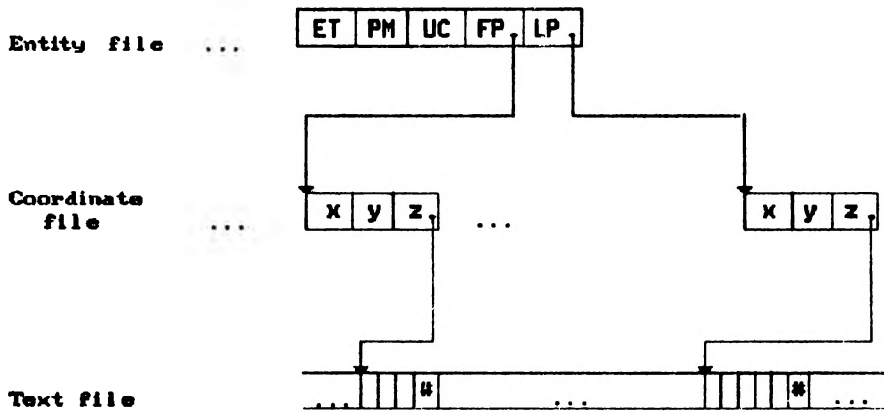 Entity file ... ET PM UC FP LP
Coordinate
file ... x y z ... x y z
Text file ... # ... * ...